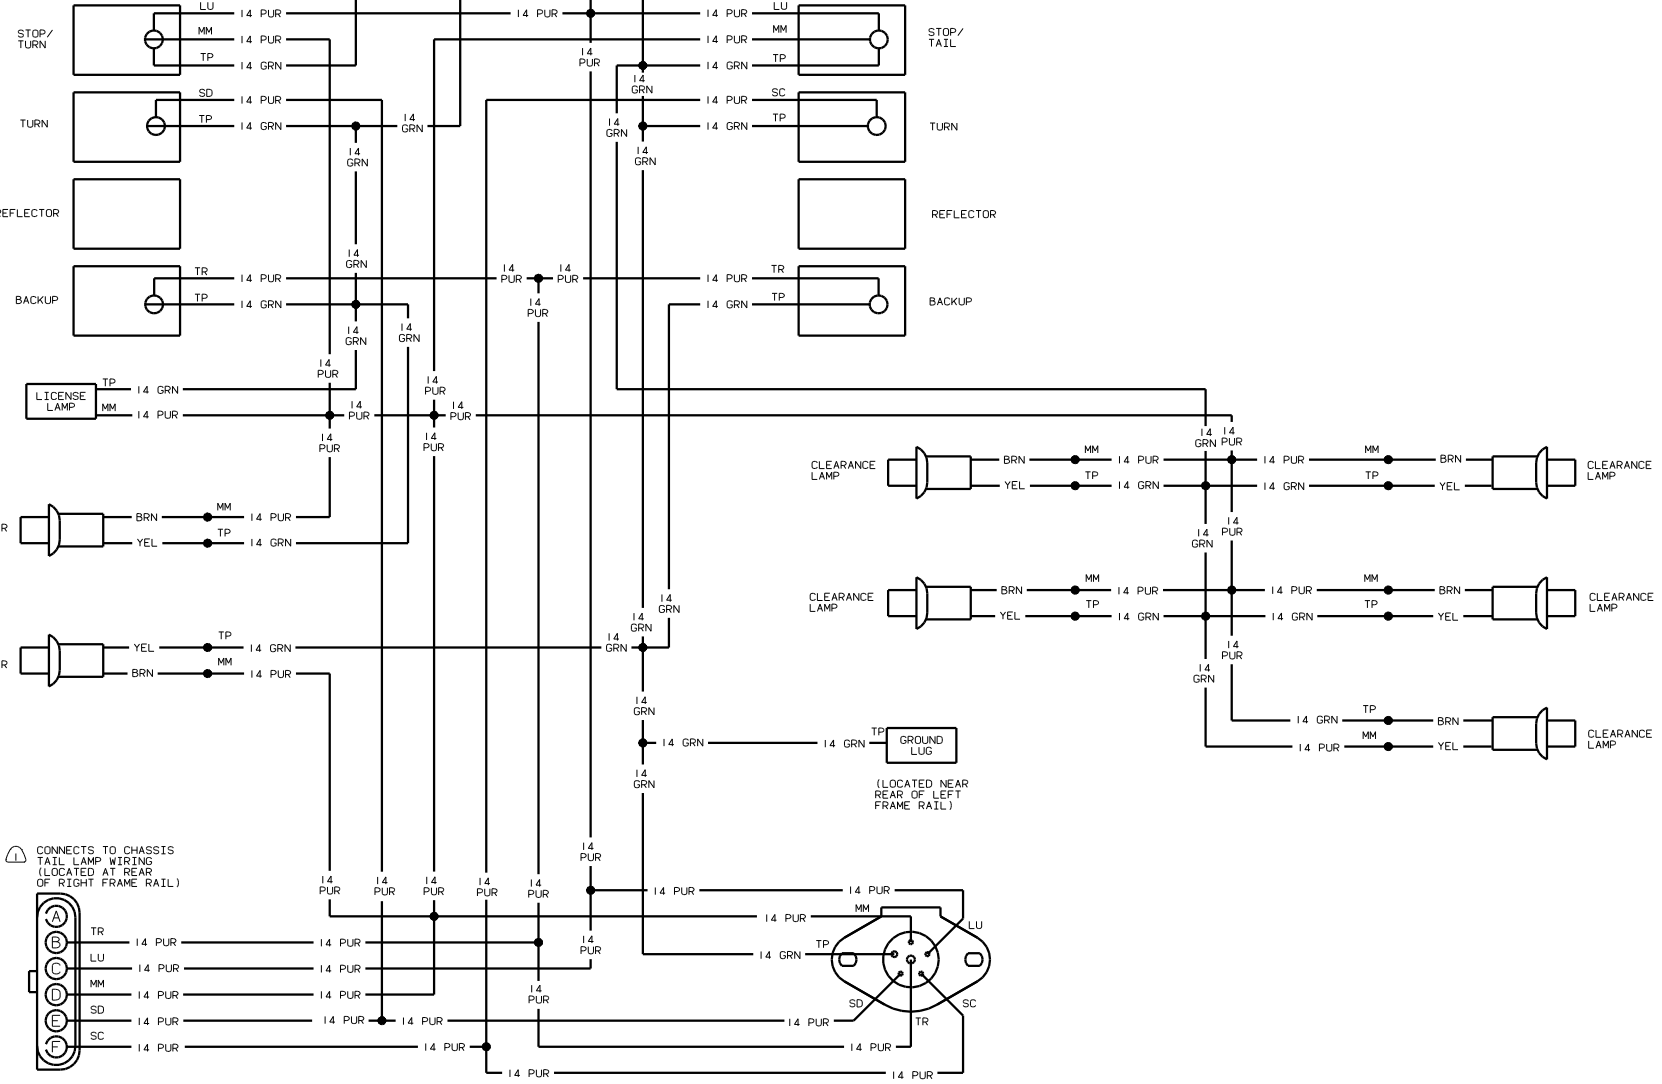 LU
14 PUR
14 PUR
14 PUR
LU
STOP/
TURN
MM
14 PUR
14 PUR
MM
STOP/
TAIL
TP
14 GRN
14
PUR
14 GRN
TP
14
GRN
SD
14 PUR
14 PUR
SC
TURN
TP
14 GRN
14
GRN
14
GRN
14 GRN
TP
TURN
14
GRN
14
GRN
EFLECTOR
REFLECTOR
14
GRN
TR
14 PUR
14
PUR
14
PUR
14 PUR
TR
BACKUP
TP
14 GRN
14
PUR
14 GRN
TP
BACKUP
14
GRN
14
GRN
14
PUR
14
PUR
LICENSE
LAMP
TP
14 GRN
MM
14 PUR
14
PUR
14
PUR
14
PUR
14
PUR
14
GRN
14
PUR
CLEARANCE
LAMP
BRN
MM
14 PUR
14 PUR
MM
BRN
CLEARANCE
LAMP
YEL
TP
14 GRN
14 GRN
TP
YEL
R
BRN
MM
14 PUR
YEL
TP
14 GRN
14
GRN
14
PUR
CLEARANCE
LAMP
BRN
MM
14 PUR
14 PUR
MM
BRN
CLEARANCE
LAMP
YEL
TP
14 GRN
14 GRN
TP
YEL
14
GRN
14
GRN
R
YEL
TP
14 GRN
14
GRN
BRN
MM
14 PUR
14
PUR
14
GRN
14
GRN
14 GRN
TP
BRN
CLEARANCE
LAMP
14 PUR
MM
YEL
14 GRN
14 GRN
TP
GROUND
LUG
14
GRN
(LOCATED NEAR
REAR OF LEFT
FRAME RAIL)
1
CONNECTS TO CHASSIS
TAIL LAMP WIRING
(LOCATED AT REAR
OF RIGHT FRAME RAIL)
14
PUR
14
PUR
14
PUR
14
PUR
14
PUR
14
PUR
14 PUR
14 PUR
A
14 PUR
MM
LU
B
TR
14 PUR
14 PUR
14
PUR
14 GRN
TP
C
LU
14 PUR
14 PUR
D
MM
14 PUR
14 PUR
14
PUR
SD
SC
E
SD
14 PUR
14 PUR
14 PUR
14 PUR
TR
F
SC
14 PUR
14 PUR
14 PUR
14 PUR
14 PUR